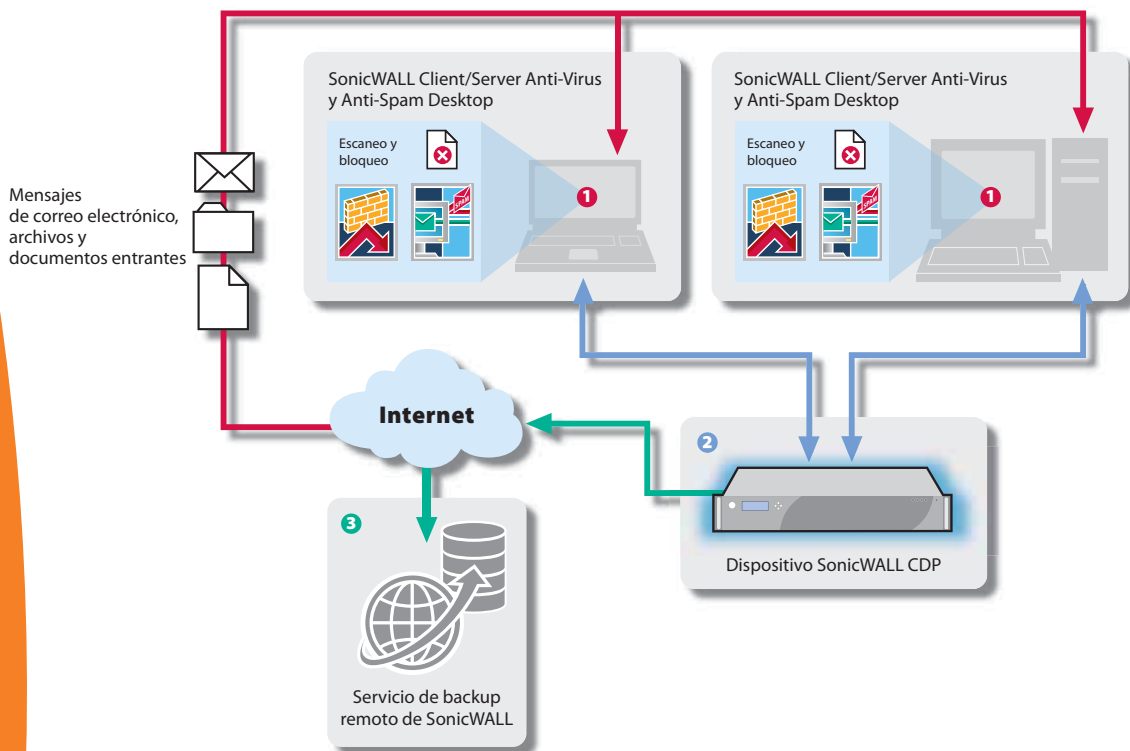 SonicWALL Client/Server Anti-Virus
y Anti-Spam Desktop
Escaneo y
bloqueo
SPAM
1
SonicWALL Client/Server Anti-Virus
y Anti-Spam Desktop
Escaneo y
bloqueo
SPAM
1
Mensajes
de correo electrónico,
archivos y
documentos entrantes
Internet
2
Dispositivo SonicWALL CDP
3
Servicio de backup
remoto de SonicWALL